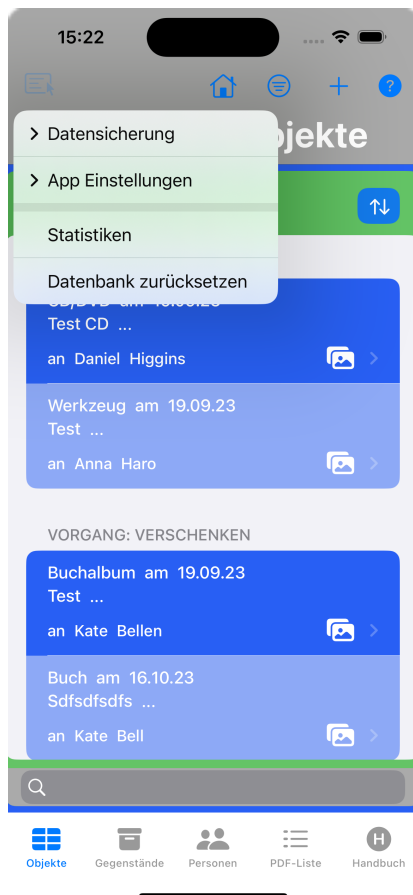 15:22
jekte
Datensicherung
App Einstellungen
Statistiken
Datenbank zurücksetzen
Test CD ...
an Daniel Higgins
Werkzeug am 19.09.23
Test ...
an Anna Haro
VORGANG: VERSCHENKEN
Buchalbum am 19.09.23
Test ...
an Kate Bellen
Buch am 16.10.23
Sdfsdfsdfs ...
an Kate Bell
Objekte
Gegenstände
Personen
PDF-Liste
H
Handbuch